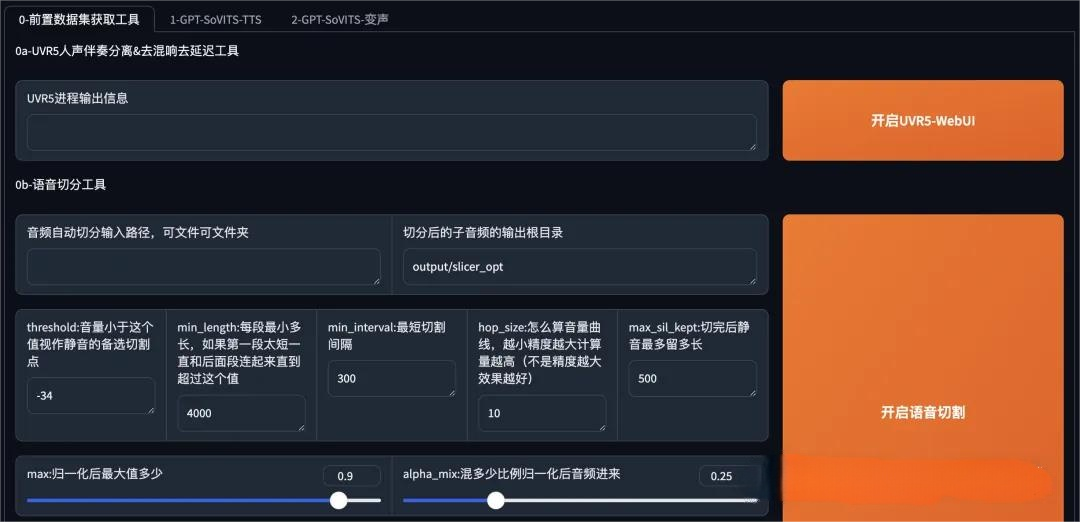 0-前置数据集获取工具
1-GPT-SoVITS-TTS
2-GPT-SoVITS-变声
0a-UVR5人声伴奏分离&去混响去延迟工具
UVR5进程输出信息
开启UVR5-WebUI
0b-语音切分工具
音频自动切分输入路径，可文件可文件夹
切分后的子音频的输出根目录
output/slicer_opt
threshold:音量小于这个
值视作静音的备选切割
点
-34
min_length:每段最小多
长，如果第一段太短一
直和后面段连起来直到
超过这个值
4000
min_interval:最短切割
间隔
300
hop_size:怎么算音量曲
线，越小精度越大计算
量越高（不是精度越大
效果越好）
10
max_sil_kept:切完后静
音最多留多长
500
开启语音切割
max:归一化后最大值多少
0.9
alpha_mix:混多少比例归一化后音频进来
0.25